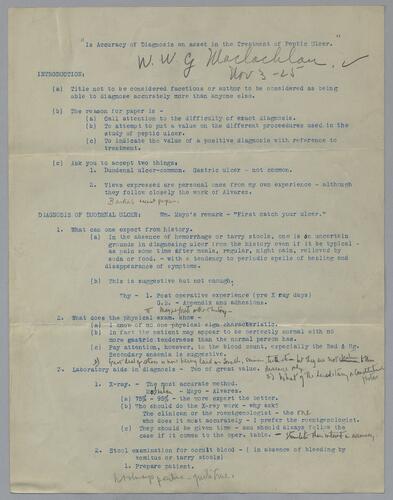 "Is Accuracy of Diagnosis an asset in the Treatment of Peptic Ulcer."
W. W. G Maclachlan.
Nov 3 - 25
INTRODUCTION:
(a) Title not to be considered facetious or author to be considered as being
able to diagnose accurately more than anyone else.
(b) The reason for paper is -
(a) Call attention to the difficulty of exact diagnosis.
(b) To attempt to put a value on the different procedures used in the
study of peptic ulcer.
(c) To indicate the value of a positive diagnosis with reference to
treatment.
(c) Ask you to accept two things.
1. Duodenal ulcer-common. Gastric ulcer - not common.
2. Views expressed are personal ones from my own experience - although
they follow closely the work of Alvarez.
paper.
DIAGNOSIS OF DUODENAL ULCER: Wm. Mayo's remark - "First catch your ulcer."
1. What can one expect from history.
(a) In the absence of hemorrhage or tarry stools, one is on uncertain
grounds in diagnosing ulcer from the history even if it be typical -
as pain some time after meals, regular, night pain, relieved by
soda or food. - with a tendency to periodic spells of healing and
disappearance of symptoms.
(b) This is suggestive but not enough.
Why - 1. Post operative experience (pre X ray days)
G.B. - Appendix and adhesions.
2. What does the physical exam. show -
(a) I know of no one physical sign characteristic.
(b) In fact the patient may appear to be perfectly normal with no
more gastric tenderness than the normal person has.
(c) Pay attention, however, to the blood count, especially the Red & Hg.
Secondary anaemia is suggestive.
3. Laboratory aids in diagnosis - Two of great value.
1. X-ray. - The most accurate method.
- Mayo - Alvarez.
(a) 75% - 95% - the more expert the better.
(b) Who should do the X-ray work - why ask?
The clinician or the roentgenologist - the one
who does it most accurately - I prefer the roentgenologist.
(c) They should be given time - and should always follow the
case if it comes to the oper. table. -
2. Stool examination for occult blood - ( in absence of bleeding by
vomitus or tarry stools)
1. Prepare patient.